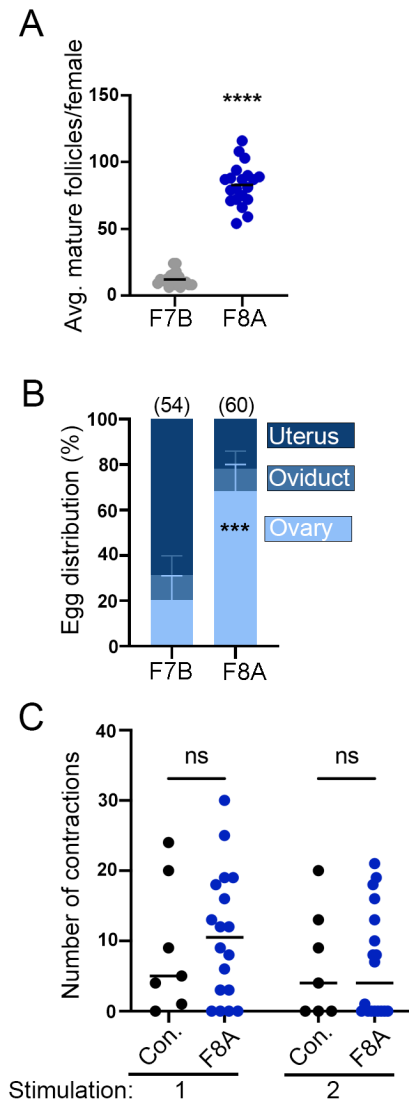 A
Avg. mature follicles/female
150
100
50
0
****
F7B
F8A
B
Egg distribution (%)
100
80
60
40
20
0
(54)
(60)
Uterus
Oviduct
Ovary
***
F7B
F8A
C
Number of contractions
40
30
20
10
0
ns
ns
Con.
F8A
Con.
F8A
Stimulation:
1
2